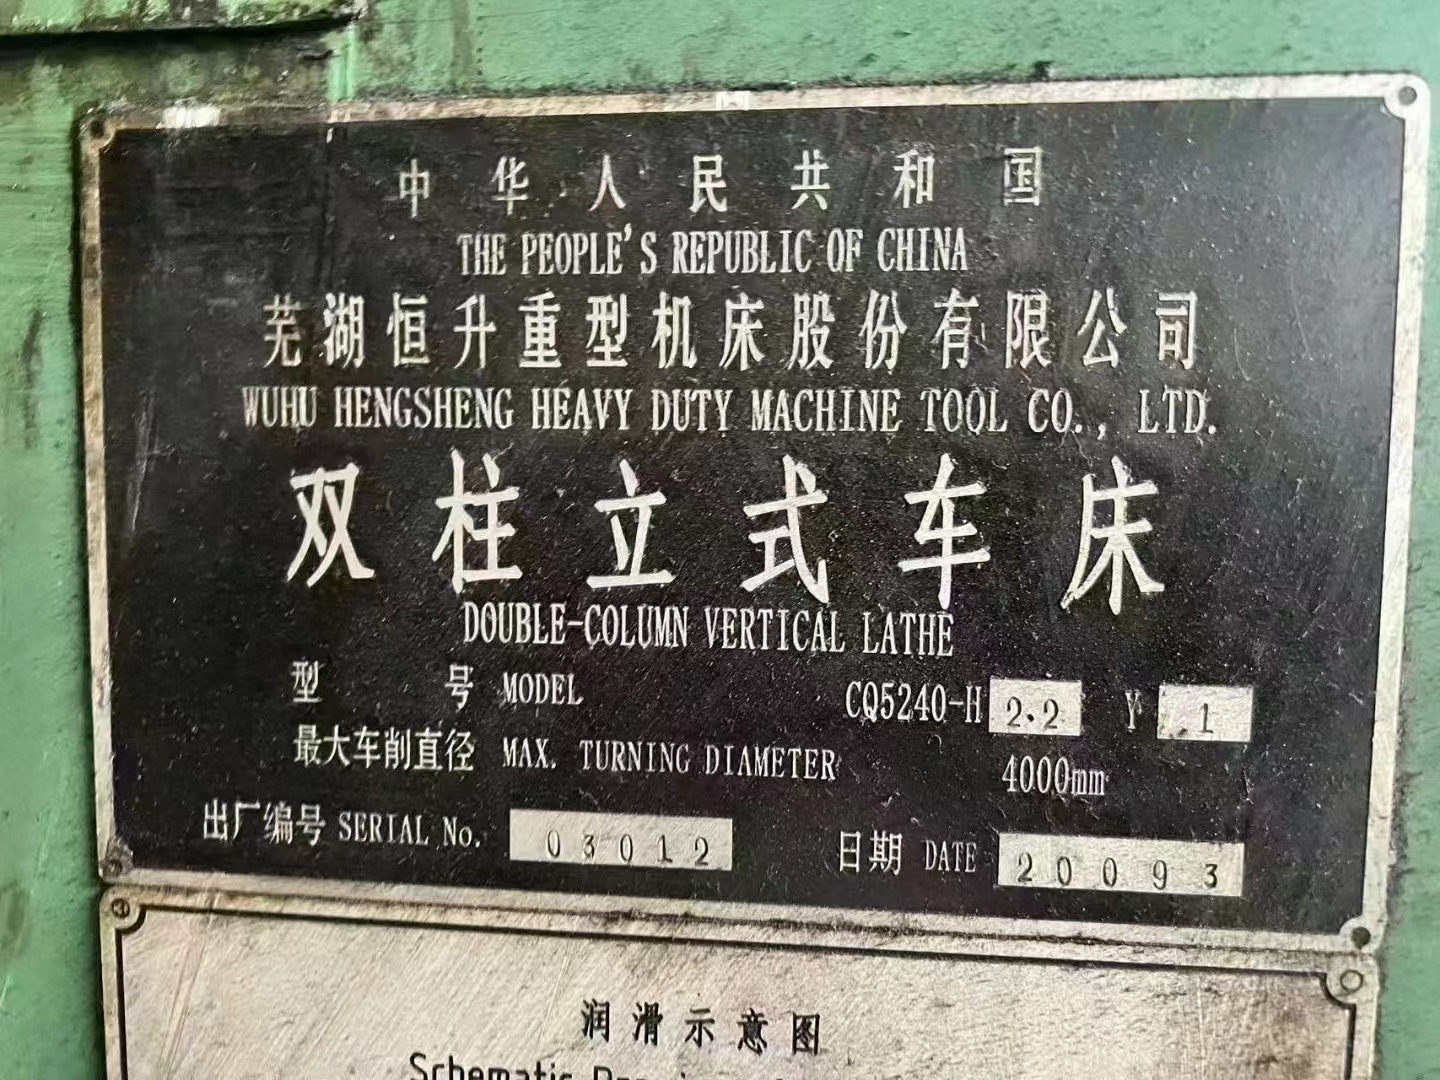 中华人民共和国
THE PEOPLE'S REPUBLIC OF CHINA
芜湖恒升重型机床股份有限公司
WUHU HENGSHENG HEAVY DUTY MACHINE TOOL CO., LTD.
双柱立式车床
DOUBLE-COLUMN VERTICAL LATHE
型 号 MODEL CQ5240-H 2.2 Y .1
最大车削直径 MAX. TURNING DIAMETER 4000mm
出厂编号 SERIAL No. 03012 日期 DATE 20093
润滑示意图
Schematic